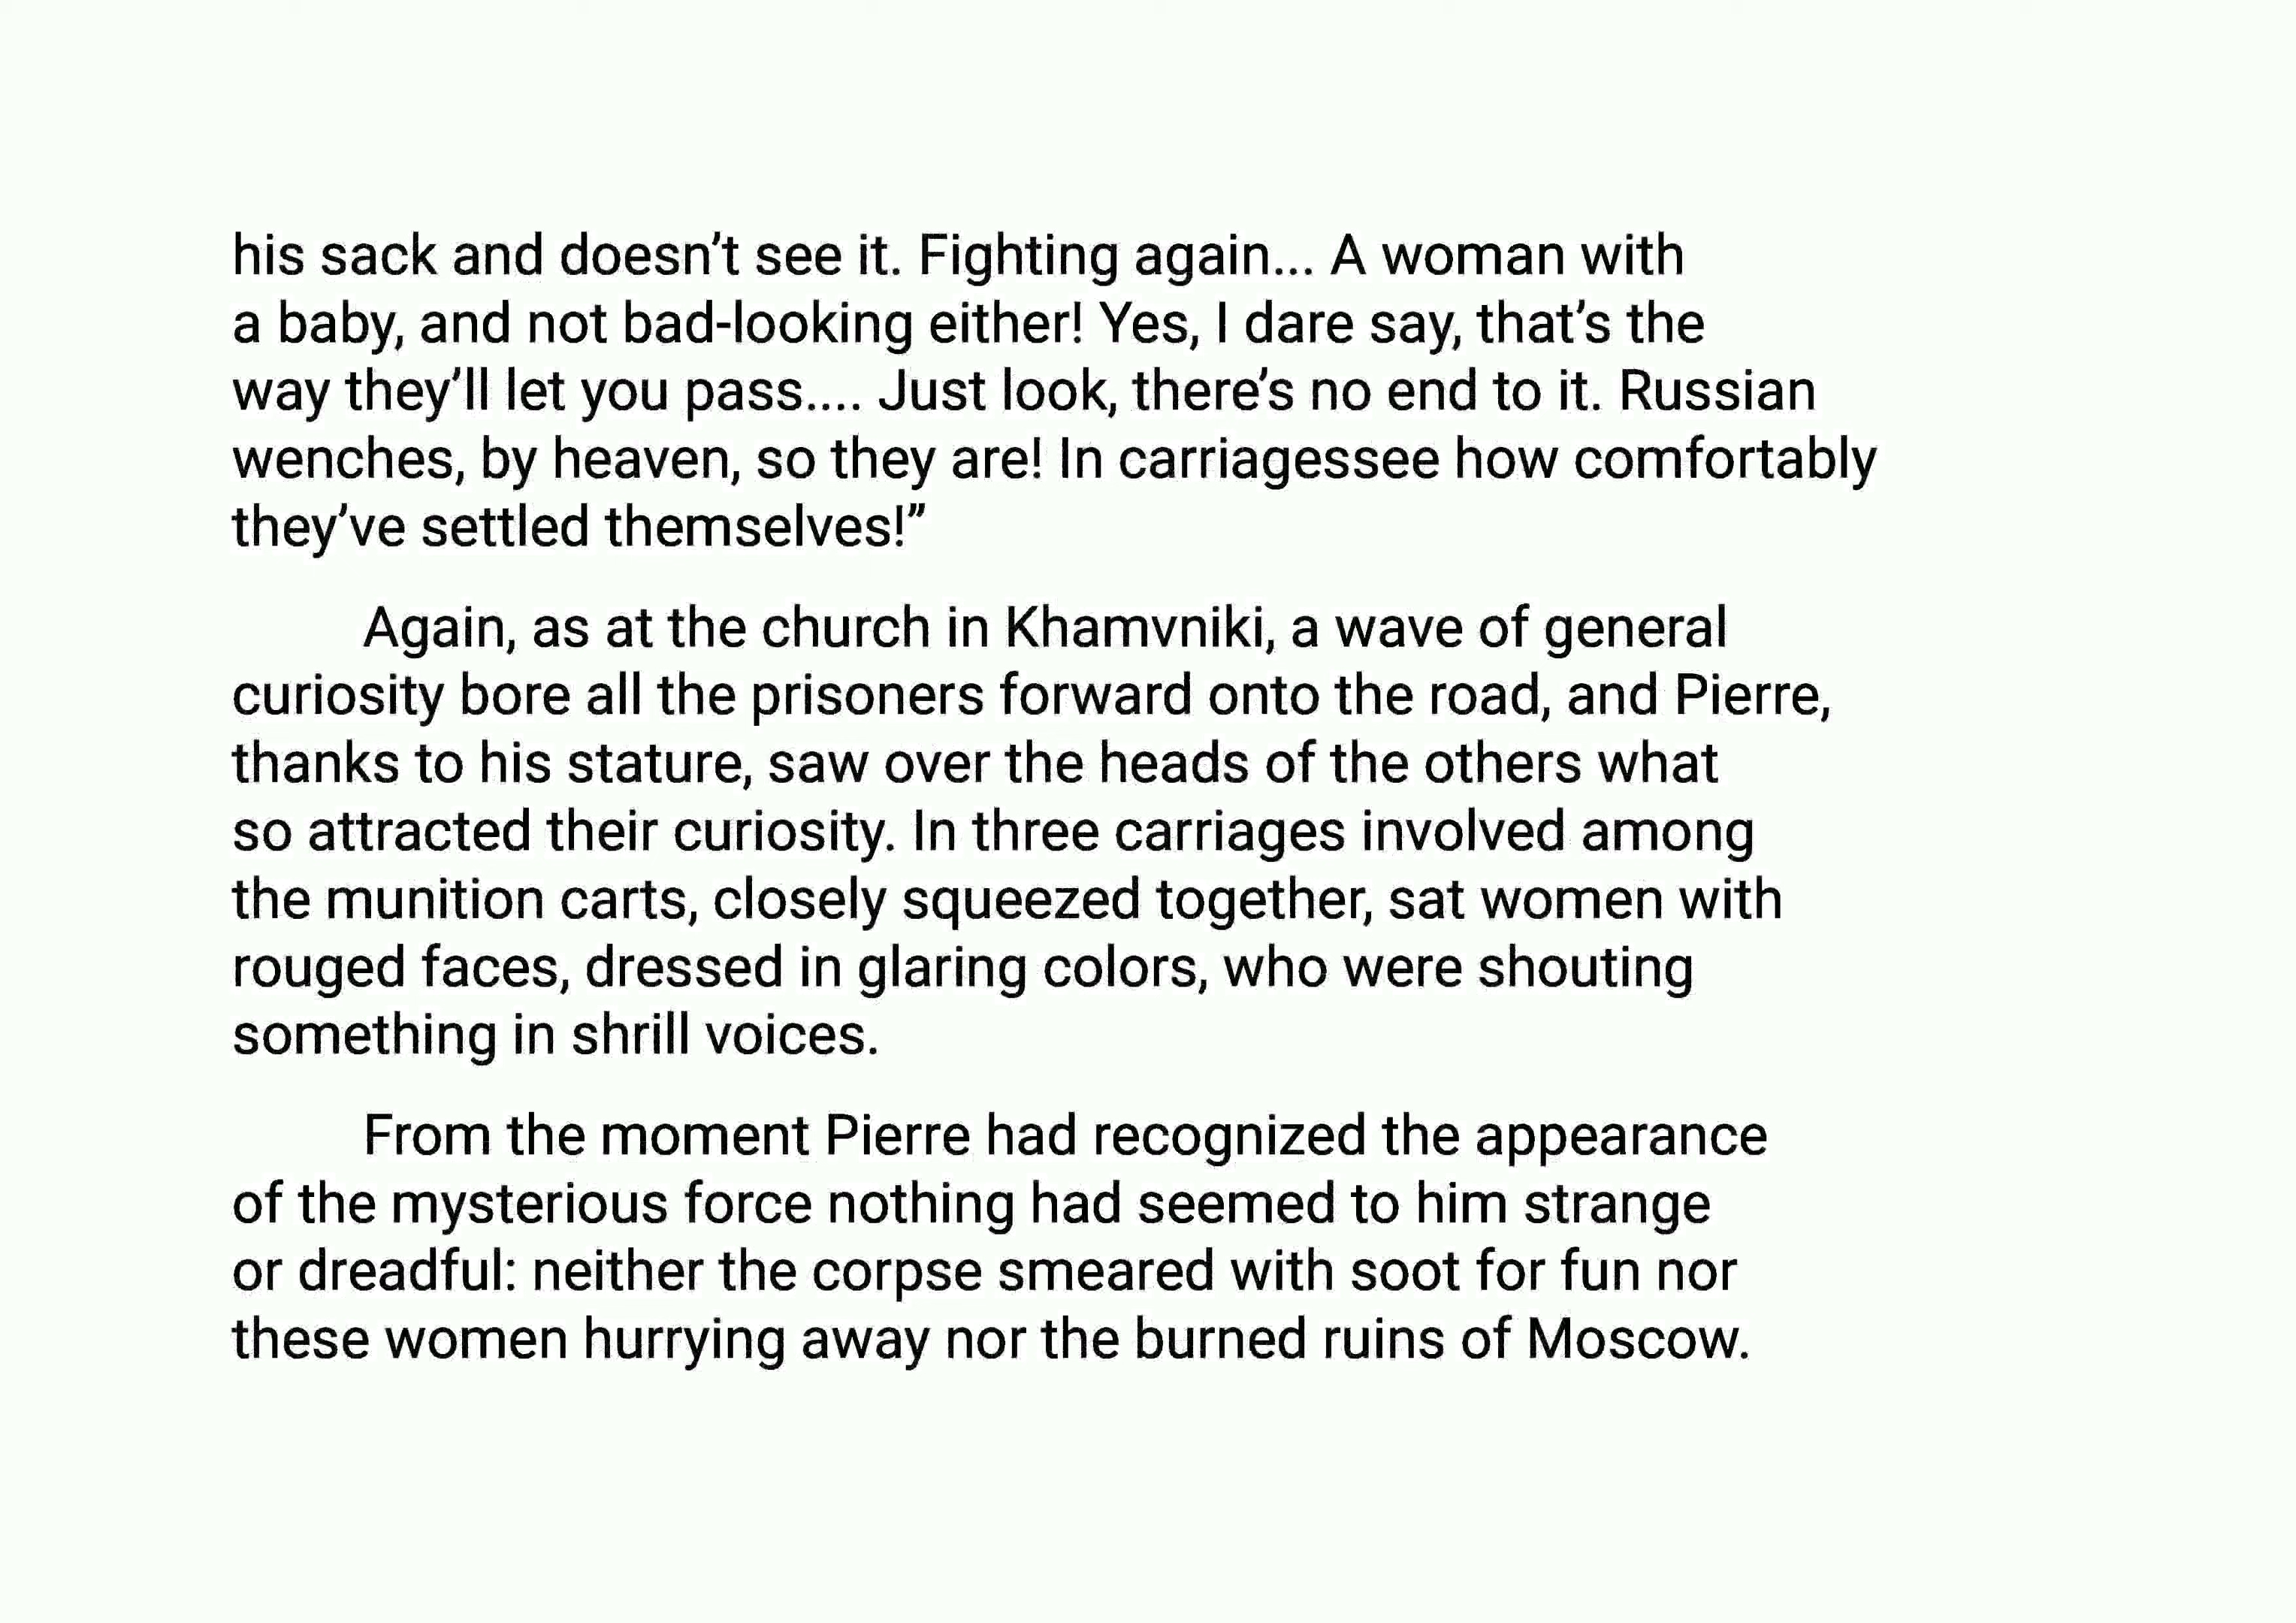 his sack and doesn’t see it. Fighting again... A woman with
a baby, and not bad-looking either! Yes, I dare say, that’s the
way they’ll let you pass.... Just look, there’s no end to it. Russian
wenches, by heaven, so they are! In carriagessee how comfortably
they’ve settled themselves!”
Again, as at the church in Khamvniki, a wave of general
curiosity bore all the prisoners forward onto the road, and Pierre,
thanks to his stature, saw over the heads of the others what
so attracted their curiosity. In three carriages involved among
the munition carts, closely squeezed together, sat women with
rouged faces, dressed in glaring colors, who were shouting
something in shrill voices.
From the moment Pierre had recognized the appearance
of the mysterious force nothing had seemed to him strange
or dreadful: neither the corpse smeared with soot for fun nor
these women hurrying away nor the burned ruins of Moscow.